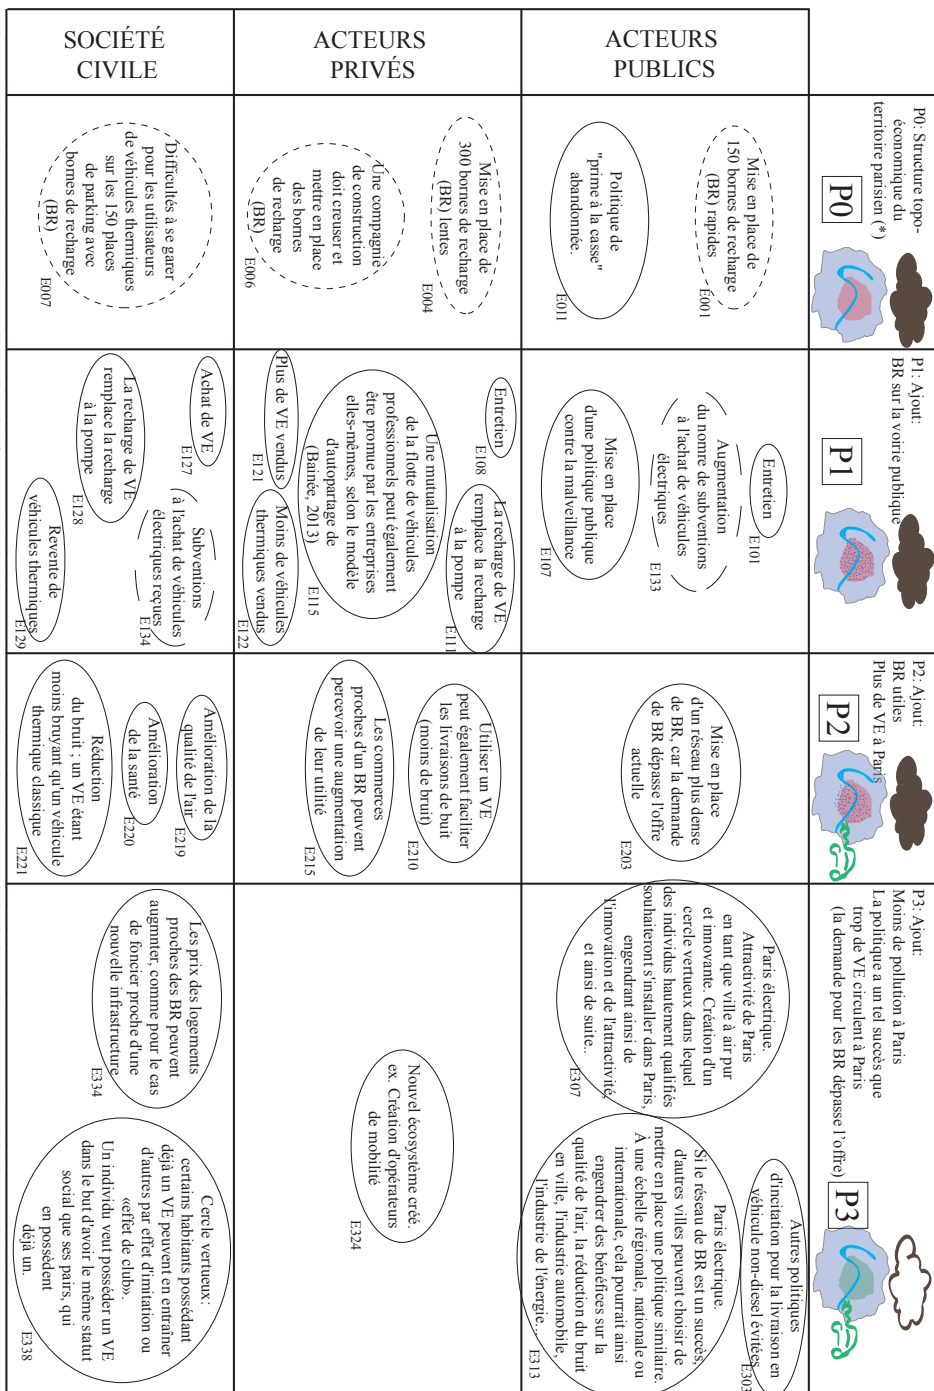 P0: Structure topo-
économique du
territoire parisien (*)
P0
P1: Ajout:
BR sur la voirie publique
P1
P2: Ajout:
BR utiles
Plus de VE à Paris
P2
P3: Ajout:
Moins de pollution à Paris
La politique a un tel succès que
trop de VE circulent à Paris
(la demande pour les BR dépasse l'offre)
P3
ACTEURS
PUBLICS
Mise en place de
150 bornes de recharge
(BR) rapides
E001
Politique de
"prime à la casse"
abandonnée.
E011
Entretien
E101
Augmentation
du nomre de subventions
à l'achat de véhicules
électriques
E133
Mise en place
d'une politique publique
contre la malveillance
E107
Mise en place
d'un réseau plus dense
de BR, car la demande
de BR dépasse l'offre
actuelle
E203
Paris électrique.
Attractivité de Paris
en tant que ville à air pur
et innovante. Création d'un
cercle vertueux dans lequel
des individus hautement qualifiés
souhaiteront s'installer dans Paris,
engendrant ainsi de
l'innovation et de l'attractivité,
et ainsi de suite..
E307
Autres politiques
d'incitation pour la livraison en
véhicule non-diesel évitées
E303
Paris électrique.
Si le réseau de BR est un succès,
d'autres villes peuvent choisir de
mettre en place une politique similaire.
À une échelle régionale, nationale ou
internationale, cela pourrait ainsi
engendrer des bénéfices sur la
qualité de l'air, la réduction du bruit
en ville, l'industrie automobile,
l'industrie de l'énergie...
E313
ACTEURS
PRIVÉS
Mise en place de
300 bornes de recharge
(BR) lentes
E004
Une compagnie
de construction
doit creuser et
mettre en place
des bornes
de recharge
(BR)
E006
Entretien
E108
La recharge de VE
remplace la recharge
à la pompe
E111
Une mutualisation
de la flotte de véhicules
professionnels peut également
être promue par les entreprises
elles-mêmes, selon le modèle
d'autopartage de
(Bainée, 2013)
E115
Plus de VE vendus
E121
Moins de véhicules
thermiques vendus
E122
Utiliser un VE
peut également faciliter
les livraisons de buit
(moins de bruit)
E210
Les commerces
proches d'un BR peuvent
percevoir une augmentation
de leur utilité
E215
Nouvel écosystème créé.
ex. Création d'opérateurs
de mobilité
E324
SOCIÉTÉ
CIVILE
Difficultés à se garer
pour les utilisateurs
de véhicules thermiques
sur les 150 places
de parking avec
bornes de recharge
(BR)
E007
Achat de VE
E127
Subventions
à l'achat de véhicules
électriques reçues
E134
La recharge de VE
remplace la recharge
à la pompe
E128
Revente de
véhicules thermiques
E129
Amélioration de la
qualité de l'air
E219
Amélioration
de la santé
E220
Réduction
du bruit ; un VE étant
moins bruyant qu'un véhicule
thermique classique
E221
Les prix des logements
proches des BR peuvent
augmnter, comme pour le cas
de foncier proche d'une
nouvelle infrastructure
E334
Cercle vertueux:
certains habitants possédant
déjà un VE peuvent en entraîner
d'autres par effet d'imitation ou
«effet de club».
Un individu veut posséder un VE
dans le but d'avoir le même statut
social que ses pairs, qui
en possèdent
déjà un.
E338